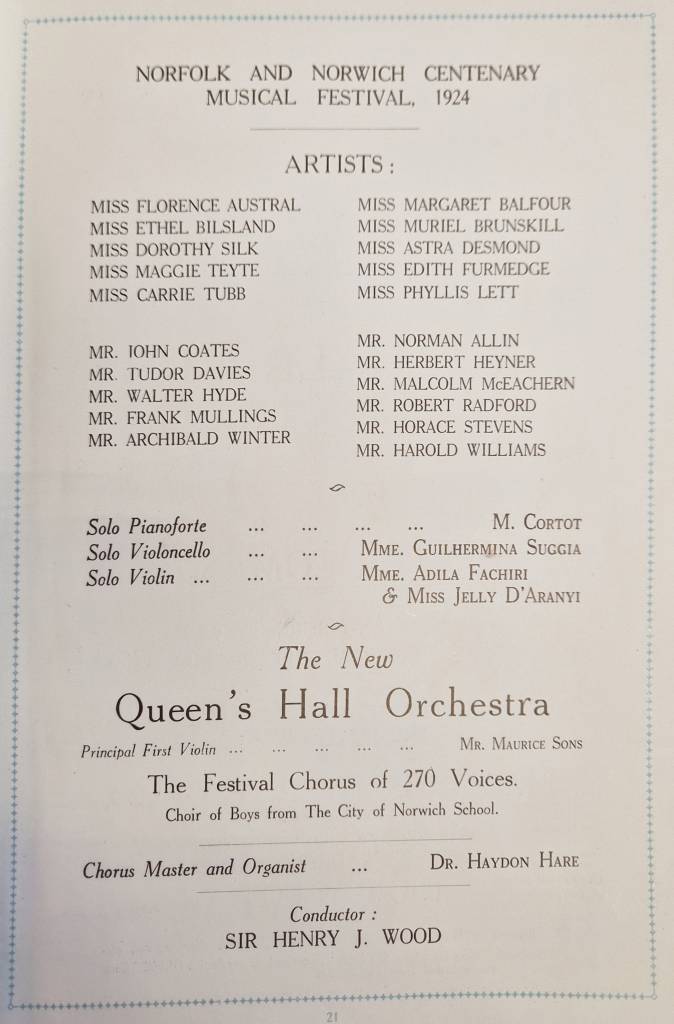 NORFOLK AND NORWICH CENTENARY
MUSICAL FESTIVAL, 1924
ARTISTS:
MISS FLORENCE AUSTRAL
MISS ETHEL BILSLAND
MISS DOROTHY SILK
MISS MAGGIE TEYTE
MISS CARRIE TUBB
MISS MARGARET BALFOUR
MISS MURIEL BRUNSKILL
MISS ASTRA DESMOND
MISS EDITH FURMEDGE
MISS PHYLLIS LETT
MR. JOHN COATES
MR. TUDOR DAVIES
MR. WALTER HYDE
MR. FRANK MULLINGS
MR. ARCHIBALD WINTER
MR. NORMAN ALLIN
MR. HERBERT HEYNER
MR. MALCOLM McEACHERN
MR. ROBERT RADFORD
MR. HORACE STEVENS
MR. HAROLD WILLIAMS
Solo Pianoforte ... ... ... ... M. CORTOT
Solo Violoncello ... ... MME. GUILHERMINA SUGGIA
Solo Violin ... ... ... MME. ADILA FACHIRI
& MISS JELLY D'ARANYI
The New
Queen's Hall Orchestra
Principal First Violin ... ... ... ... ... MR. MAURICE SONS
The Festival Chorus of 270 Voices.
Choir of Boys from The City of Norwich School.
Chorus Master and Organist ... DR. HAYDON HARE
Conductor :
SIR HENRY J. WOOD
21